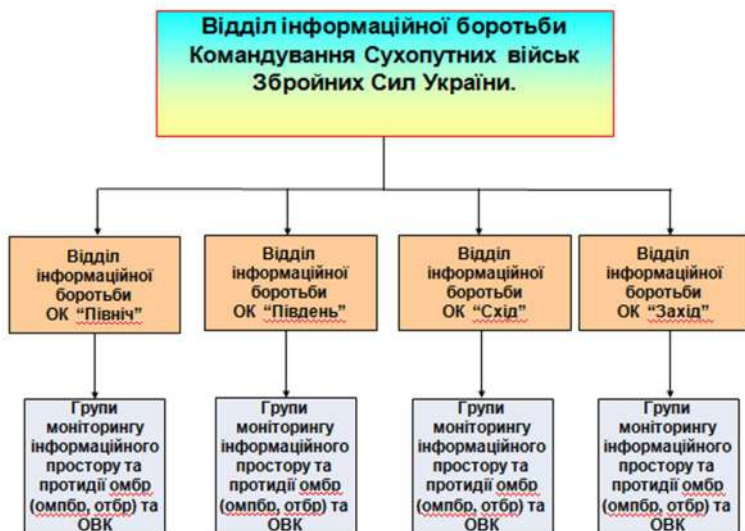 Відділ інформаційної боротьби
Командування Сухопутних військ
Збройних Сил України.
Відділ
інформаційної
боротьби
ОК “Північ”
Відділ
інформаційної
боротьби
ОК “Південь”
Відділ
інформаційної
боротьби
ОК “Схід”
Відділ
інформаційної
боротьби
ОК “Захід”
Групи
моніторингу
інформаційного
простору та
протидії омбр
(омпбр, отбр) та
ОВК
Групи
моніторингу
інформаційного
простору та
протидії омбр
(омпбр, отбр) та
ОВК
Групи
моніторингу
інформаційного
простору та
протидії омбр
(омпбр, отбр) та
ОВК
Групи
моніторингу
інформаційного
простору та
протидії омбр
(омпбр, отбр) та
ОВК